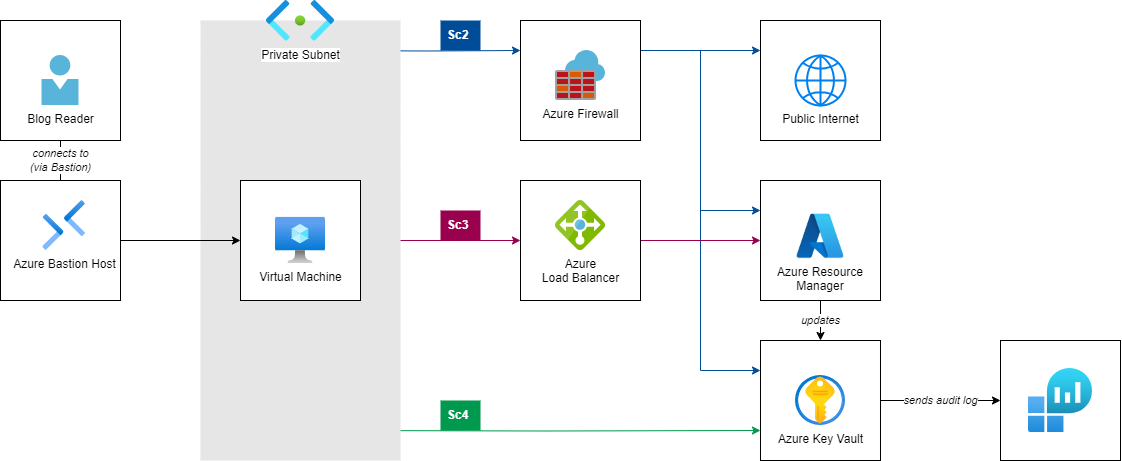 Sc2
Private Subnet
Blog Reader
Azure Firewall
Public Internet
connects to
(via Bastion)
Sc3
Azure Bastion Host
Virtual Machine
Azure
Load Balancer
Azure Resource
Manager
updates
Sc4
sends audit log
Azure Key Vault